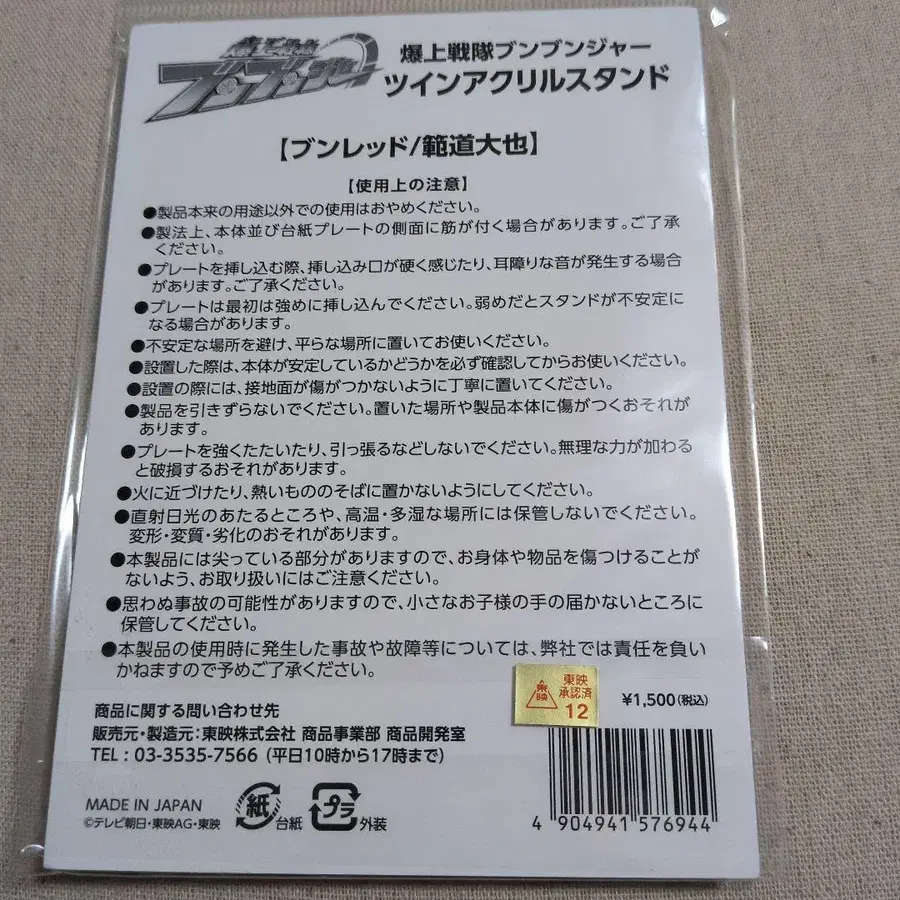 爆上戦隊
ブンブンジャー
爆上戦隊ブンブンジャー
ツインアクリルスタンド
【ブンレッド/範道大也】
【使用上の注意】
●製品本来の用途以外での使用はおやめください。
●製法上、本体並び台紙プレートの側面に筋が付く場合があります。ご了承
ください。
●プレートを挿し込む際、挿し込み口が硬く感じたり、耳障りな音が発生する場合
があります。ご了承ください。
●プレートは最初は強めに挿し込んでください。弱めだとスタンドが不安定に
なる場合があります。
●不安定な場所を避け、平らな場所に置いてお使いください。
●設置した際は、本体が安定しているかどうかを必ず確認してからお使いください。
●設置の際には、接地面が傷がつかないように丁寧に置いてください。
●製品を引きずらないでください。置いた場所や製品本体に傷がつくおそれが
あります。
●プレートを強くたたいたり、引っ張るなどしないでください。無理な力が加わる
と破損するおそれがあります。
●火に近づけたり、熱いもののそばに置かないようにしてください。
●直射日光のあたるところや、高温・多湿な場所には保管しないでください。
変形・変質・劣化のおそれがあります。
●本製品には尖っている部分がありますので、お身体や物品を傷つけることが
ないよう、お取り扱いにはご注意ください。
●思わぬ事故の可能性がありますので、小さなお子様の手の届かないところに
保管してください。
●本製品の使用時に発生した事故や故障等については、弊社では責任を負い
かねますので予めご了承ください。
東映
東映
承認済
12
¥1,500(税込)
商品に関する問い合わせ先
販売元・製造元:東映株式会社 商品事業部 商品開発室
TEL:03-3535-7566 (平日10時から17時まで)
MADE IN JAPAN
©テレビ朝日・東映AG・東映
紙 台紙
プラ 外装
4 904941 576944